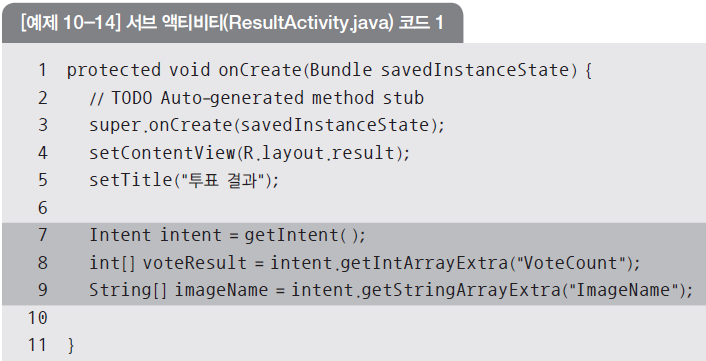 [예제 10-14] 서브 액티비티(ResultActivity.java) 코드 1
1 protected void onCreate(Bundle savedInstanceState) {
2 // TODO Auto-generated method stub
3 super.onCreate(savedInstanceState);
4 setContentView(R.layout.result);
5 setTitle("투표 결과");
6
7 Intent intent = getIntent( );
8 int[] voteResult = intent.getIntArrayExtra("VoteCount");
9 String[] imageName = intent.getStringArrayExtra("ImageName");
10
11 }